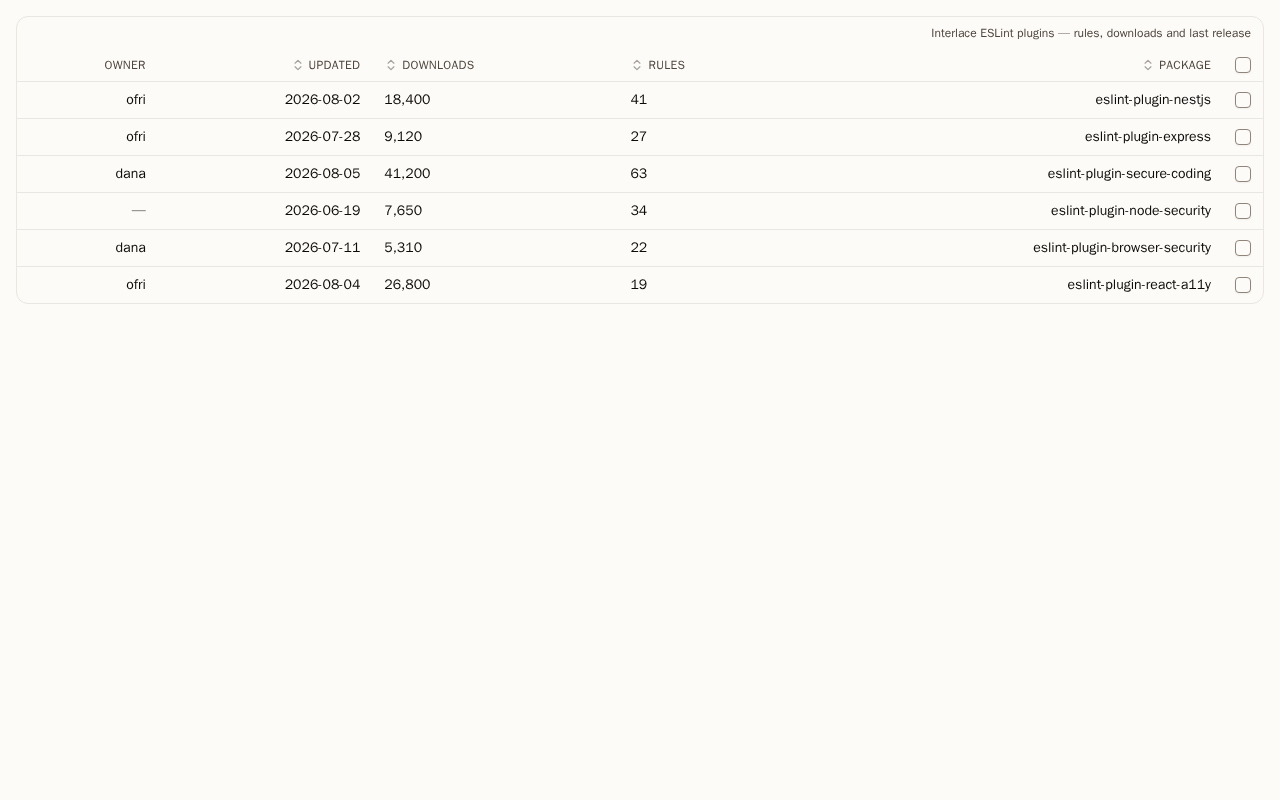 Interlace ESLint plugins — rules, downloads and last release
OWNER UPDATED DOWNLOADS RULES PACKAGE
ofri 2026-08-02 18,400 41 eslint-plugin-nestjs
ofri 2026-07-28 9,120 27 eslint-plugin-express
dana 2026-08-05 41,200 63 eslint-plugin-secure-coding
— 2026-06-19 7,650 34 eslint-plugin-node-security
dana 2026-07-11 5,310 22 eslint-plugin-browser-security
ofri 2026-08-04 26,800 19 eslint-plugin-react-a11y